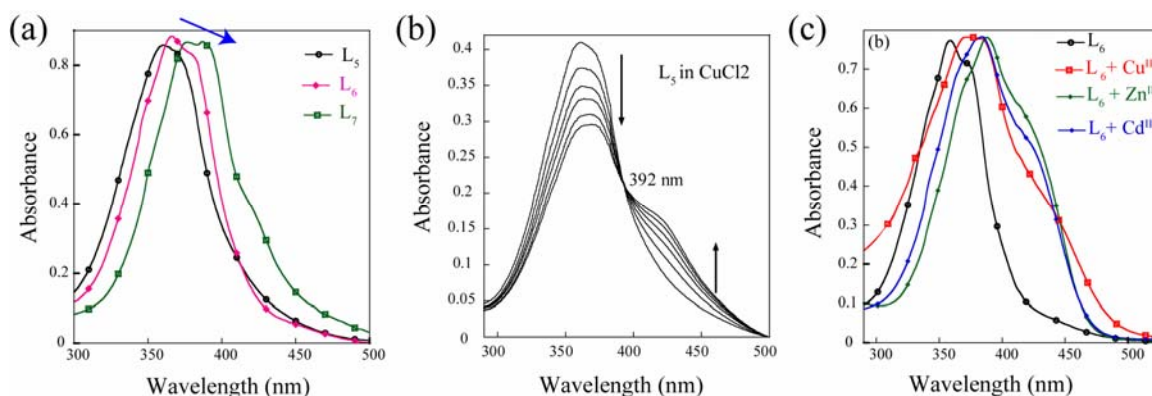 (a)
L5
L6
L7
0.8
0.6
0.4
0.2
0
Absorbance
300 350 400 450 500
Wavelength (nm)
(b)
L5 in CuCl2
392 nm
0.4
0.35
0.3
0.25
0.2
0.15
0.1
0.05
0
Absorbance
300 350 400 450 500
Wavelength (nm)
(c)
(b)
L6
L6 + CuII
L6 + ZnII
L6 + CdII
0.7
0.6
0.5
0.4
0.3
0.2
0.1
0
Absorbance
300 350 400 450 500
Wavelength (nm)